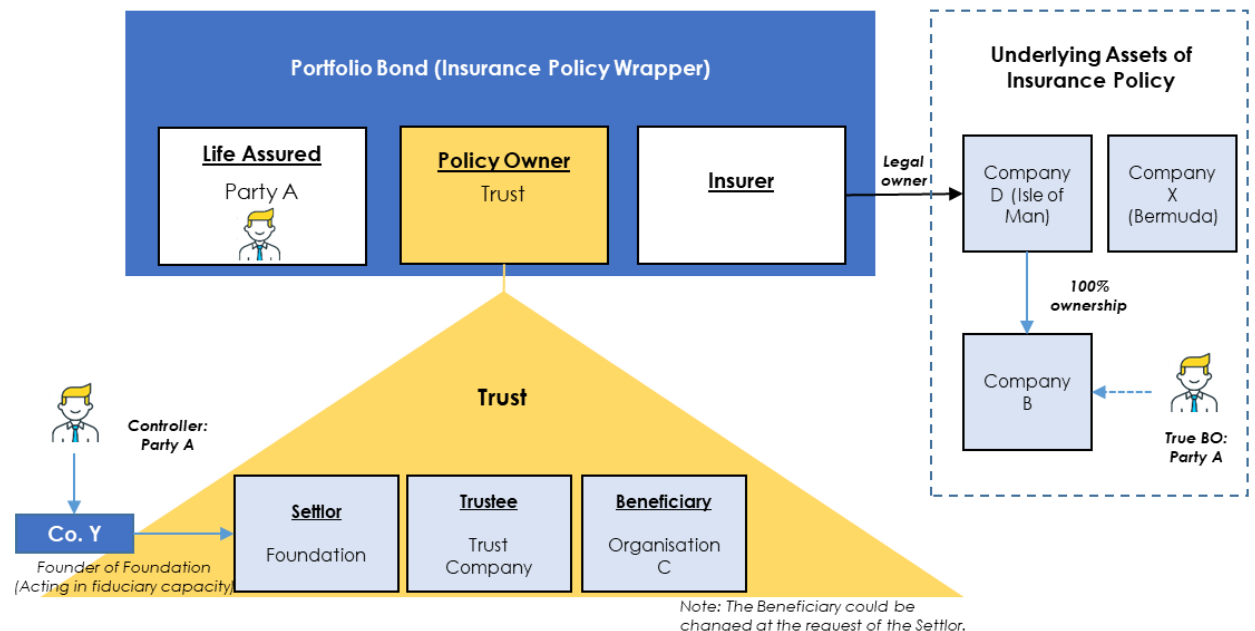 Portfolio Bond (Insurance Policy Wrapper)
Life Assured
Party A
Policy Owner
Trust
Insurer
Legal
owner
Underlying Assets of
Insurance Policy
Company
D (Isle of
Man)
Company
X
(Bermuda)
100%
ownership
Company
B
True BO:
Party A
Trust
Controller:
Party A
Co. Y
Founder of Foundation
(Acting in fiduciary capacity)
Settlor
Foundation
Trustee
Trust
Company
Beneficiary
Organisation
C
Note: The Beneficiary could be
changed at the request of the Settlor.